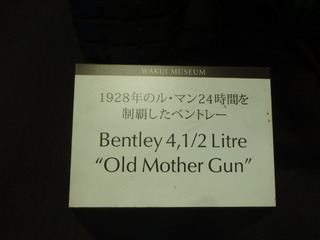 WAKUI MUSEUM
1928年のル・マン24時間を
制覇したベントレー
Bentley 4,1/2 Litre
“Old Mother Gun”